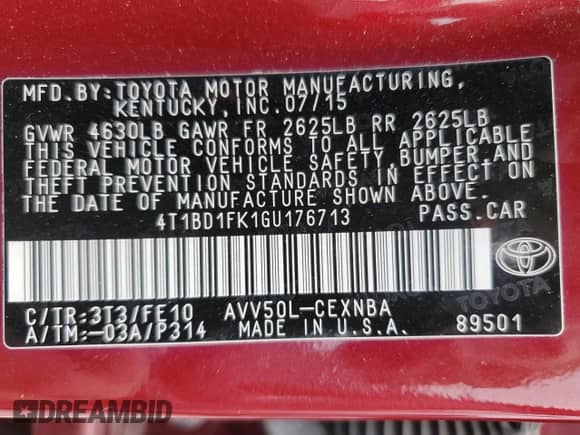 MFD. BY: TOYOTA MOTOR MANUFACTURING,
KENTUCKY, INC. 07/15
GVWR 4630LB GAWR FR 2625LB RR 2625LB
THIS VEHICLE CONFORMS TO ALL APPLICABLE
FEDERAL MOTOR VEHICLE SAFETY, BUMPER, AND
THEFT PREVENTION STANDARDS IN EFFECT ON
THE DATE OF MANUFACTURE SHOWN ABOVE.
4T1BD1FK1GU176713 PASS.CAR
TOYOTA
C/TR:3T3/FE10 AVV50L-CEXNBA
A/TM:-03A/P314 MADE IN U.S.A. 89501
DREAMBID